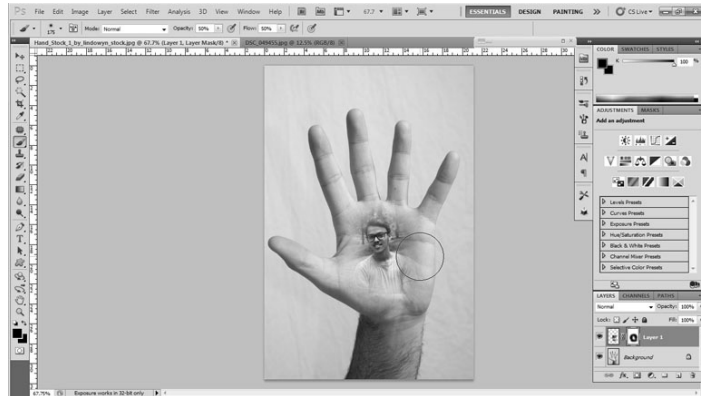 PS File Edit Image Layer Select Filter Analysis 3D View Window Help 67.7 ESSENTIALS DESIGN PAINTING CS Live
175 Mode: Normal Opacity: 50% Flow: 50%
Hand_Stock_1_by_lindowyn_stock.jpg @ 67.7% (Layer 1, Layer Mask/8) * DSC_049455.jpg @ 12.5% (RGB/8)
COLOR SWATCHES STYLES
K 100 %
ADJUSTMENTS MASKS
Add an adjustment
Levels Presets
Curves Presets
Exposure Presets
Hue/Saturation Presets
Black & White Presets
Channel Mixer Presets
Selective Color Presets
LAYERS CHANNELS PATHS
Normal Opacity: 100%
Lock: Fill: 100%
Layer 1
Background
67.75% Exposure works in 32-bit only